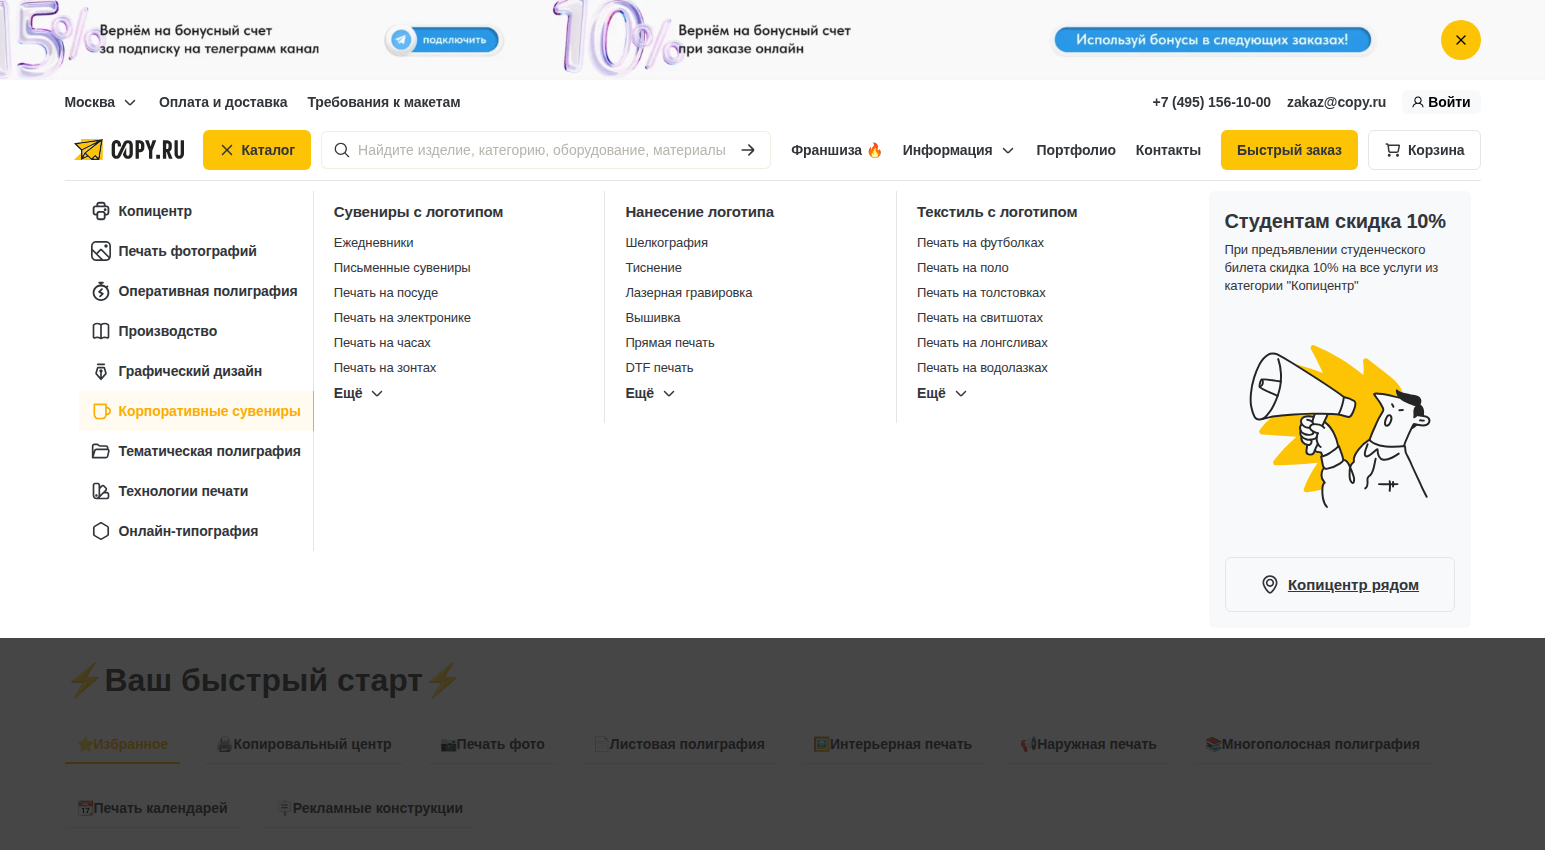 15%
Вернём на бонусный счет
за подписку на телеграмм канал
подключить
10%
Вернём на бонусный счет
при заказе онлайн
Используй бонусы в следующих заказах!
Москва
Оплата и доставка
Требования к макетам
+7 (495) 156-10-00
zakaz@copy.ru
Войти
COPY.RU
Каталог
Найдите изделие, категорию, оборудование, материалы
Франшиза 🔥
Информация
Портфолио
Контакты
Быстрый заказ
Корзина
Копицентр
Печать фотографий
Оперативная полиграфия
Производство
Графический дизайн
Корпоративные сувениры
Тематическая полиграфия
Технологии печати
Онлайн-типография
Сувениры с логотипом
Ежедневники
Письменные сувениры
Печать на посуде
Печать на электронике
Печать на часах
Печать на зонтах
Ещё
Нанесение логотипа
Шелкография
Тиснение
Лазерная гравировка
Вышивка
Прямая печать
DTF печать
Ещё
Текстиль с логотипом
Печать на футболках
Печать на поло
Печать на толстовках
Печать на свитшотах
Печать на лонгсливах
Печать на водолазках
Ещё
Студентам скидка 10%
При предъявлении студенческого
билета скидка 10% на все услуги из
категории "Копицентр"
Копицентр рядом
⚡Ваш быстрый старт⚡
⭐Избранное
🖨️Копировальный центр
📷Печать фото
📄Листовая полиграфия
🖼️Интерьерная печать
📢Наружная печать
📚Многополосная полиграфия
📆Печать календарей
🪧Рекламные конструкции